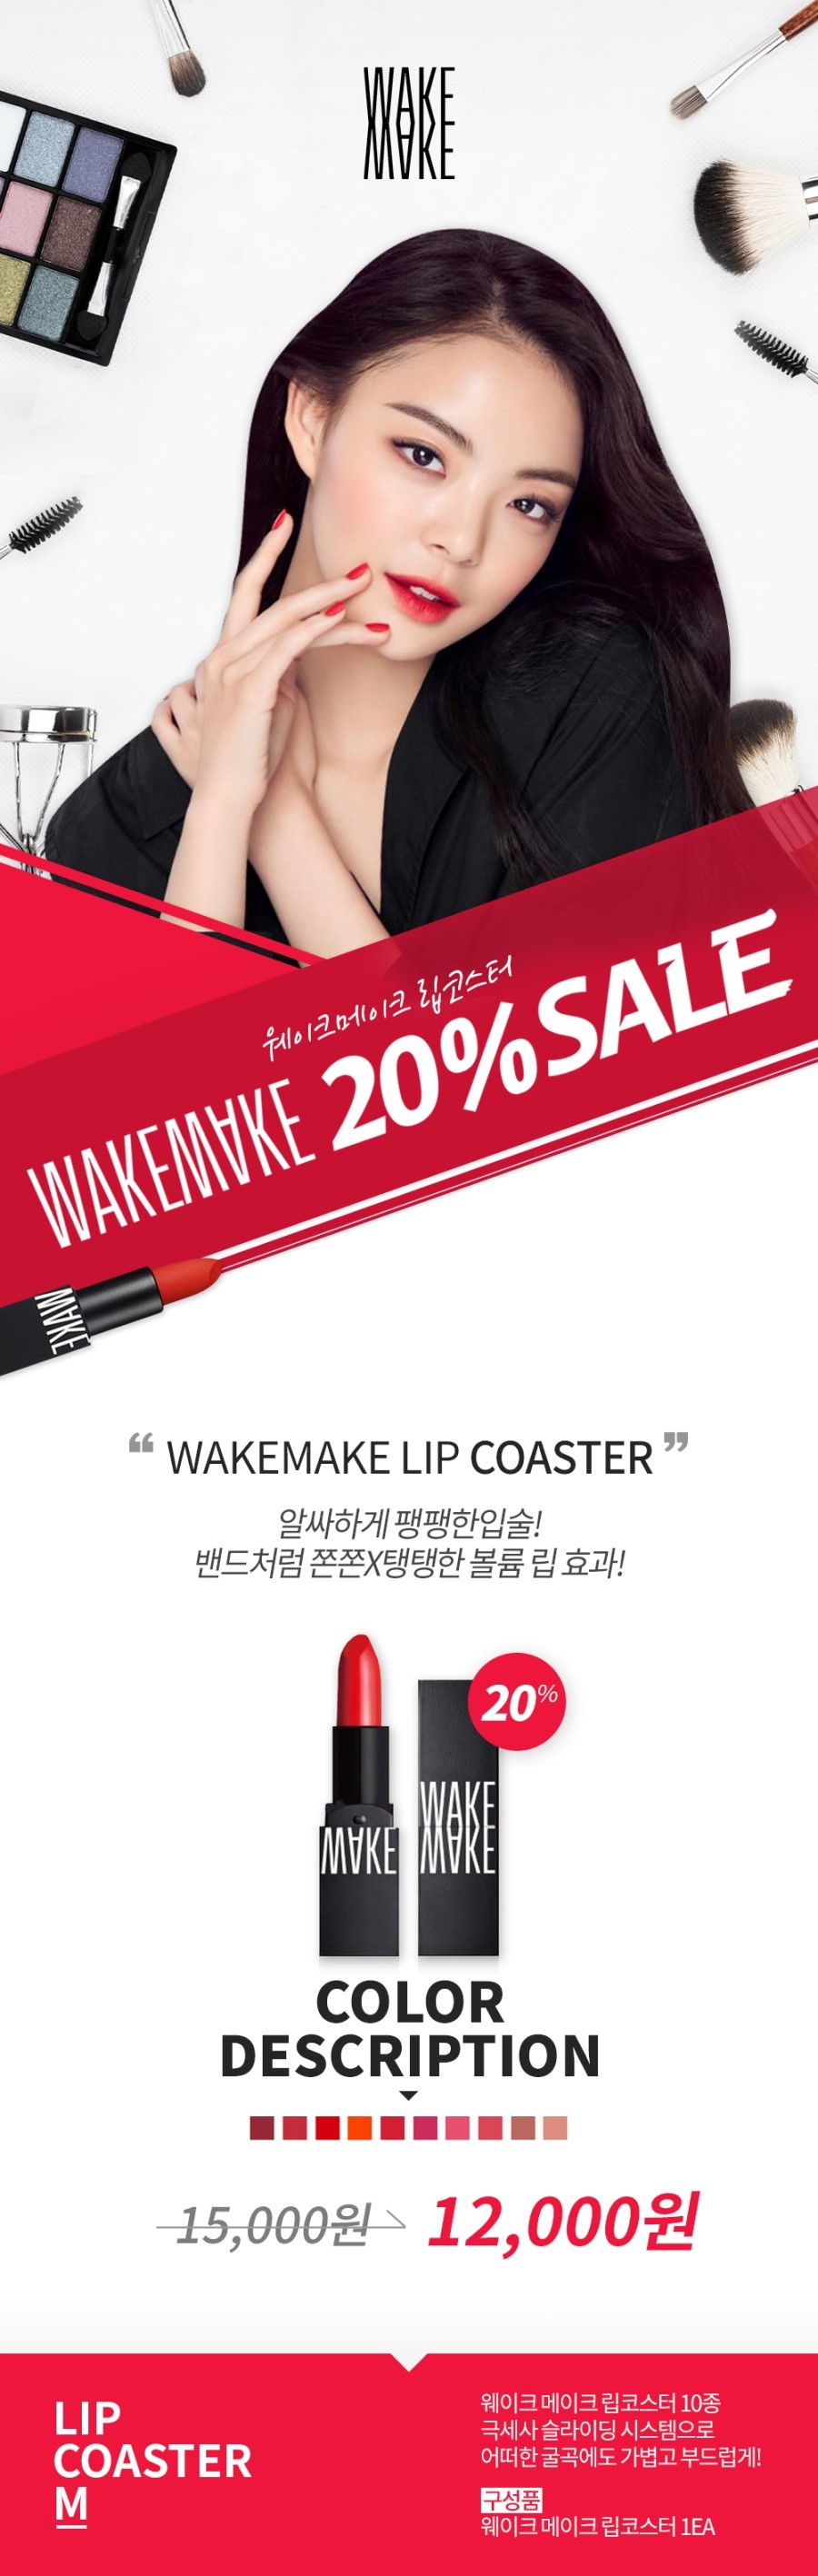 WAKE
MAKE
웨이크메이크 립코스터
WAKEMAKE 20%SALE
MAKE
“ WAKEMAKE LIP COASTER ”
알싸하게 팽팽한입술!
밴드처럼 쫀쫀X탱탱한 볼륨 립 효과!
20%
WAKE
MAKE
MAKE
COLOR
DESCRIPTION
15,000원
12,000원
LIP
COASTER
M
웨이크 메이크 립코스터 10종
극세사 슬라이딩 시스템으로
어떠한 굴곡에도 가볍고 부드럽게!
구성품
웨이크 메이크 립코스터 1EA